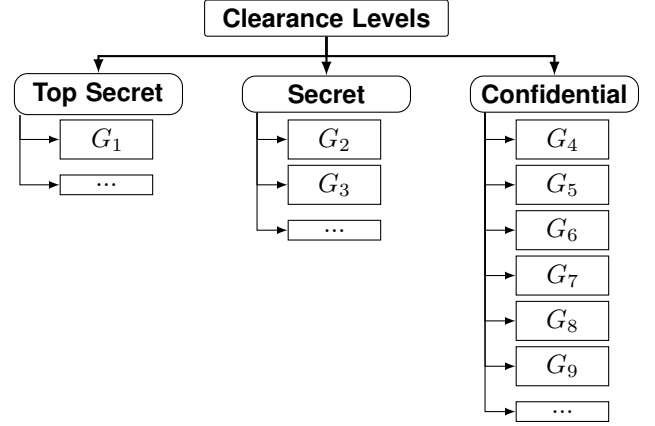 Clearance Levels
Top Secret
G1
...
Secret
G2
G3
...
Confidential
G4
G5
G6
G7
G8
G9
...